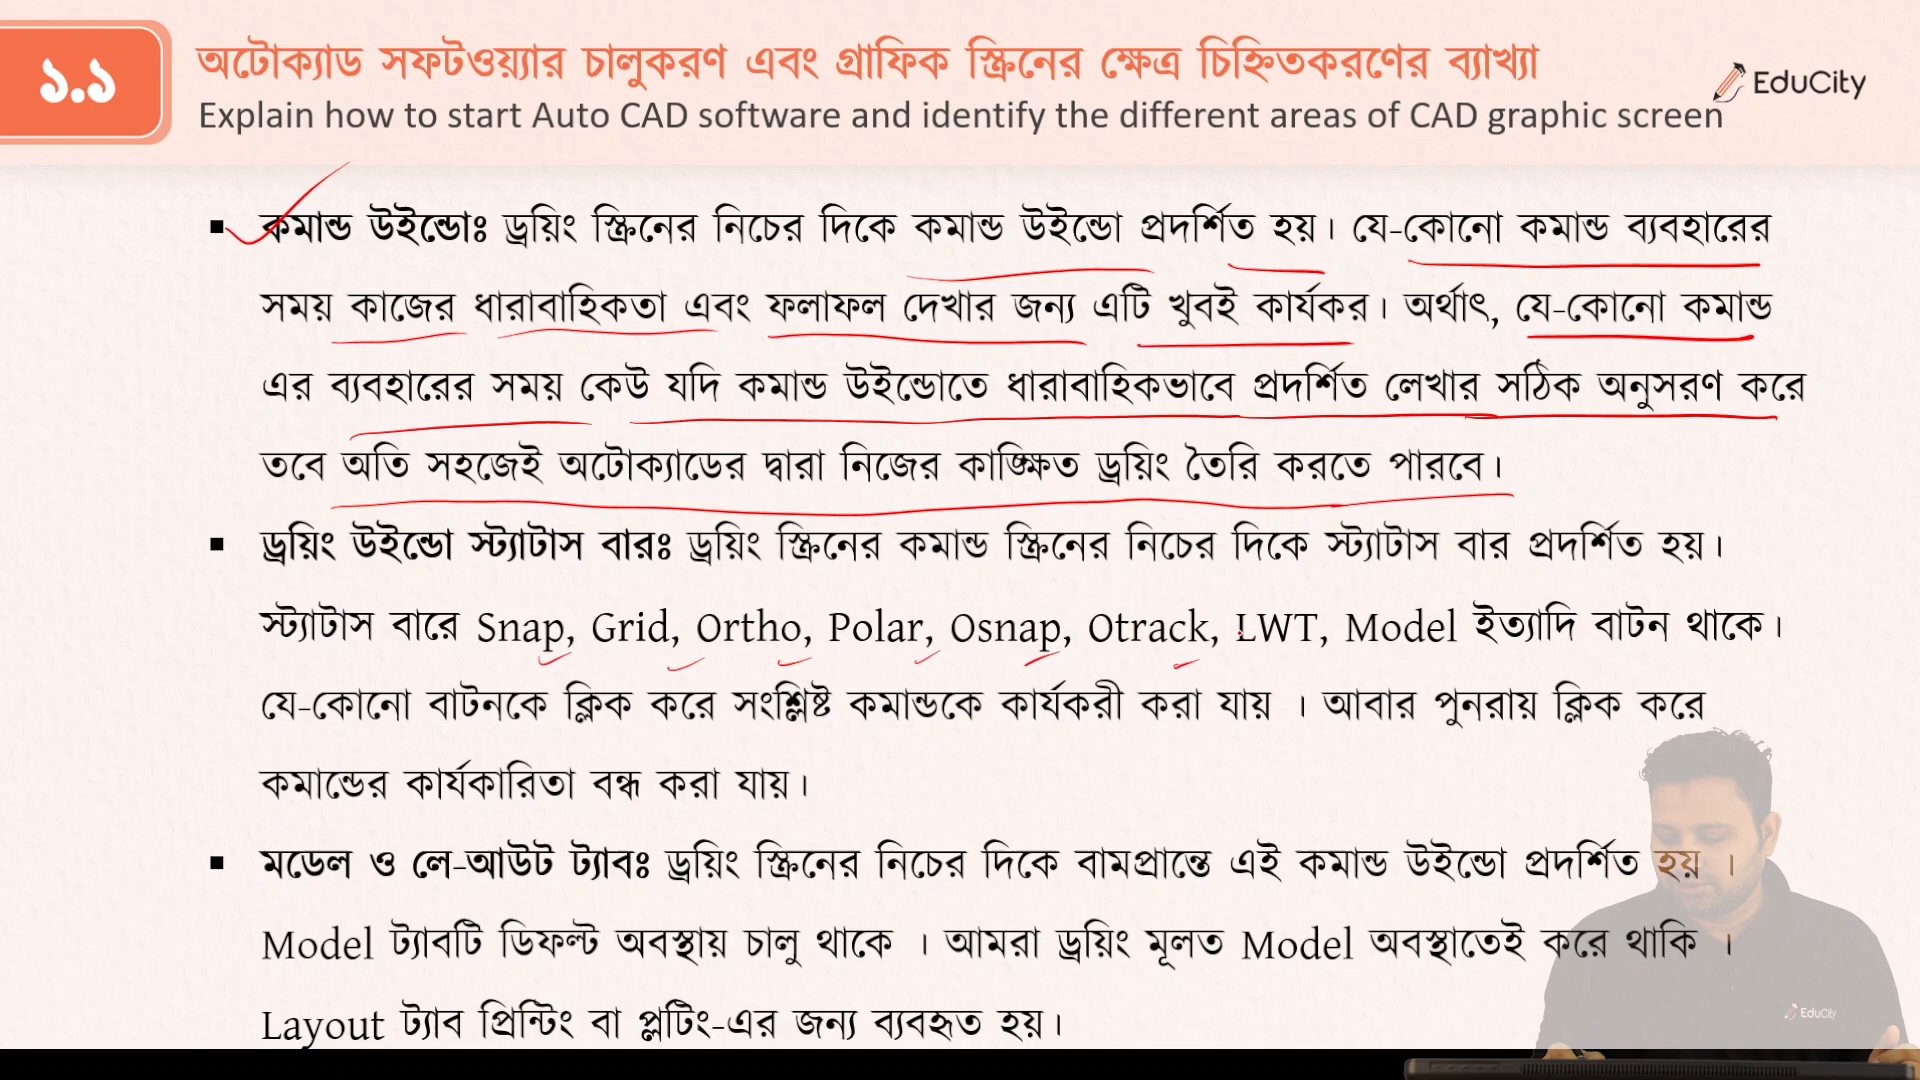 ১.১
অটোক্যাড সফটওয়্যার চালুকরণ এবং গ্রাফিক স্ক্রিনের ক্ষেত্র চিহ্নিতকরণের ব্যাখ্যা
Explain how to start Auto CAD software and identify the different areas of CAD graphic screen
EduCity
▪ কমান্ড উইন্ডোঃ ড্রয়িং স্ক্রিনের নিচের দিকে কমান্ড উইন্ডো প্রদর্শিত হয়। যে-কোনো কমান্ড ব্যবহারের
সময় কাজের ধারাবাহিকতা এবং ফলাফল দেখার জন্য এটি খুবই কার্যকর। অর্থাৎ, যে-কোনো কমান্ড
এর ব্যবহারের সময় কেউ যদি কমান্ড উইন্ডোতে ধারাবাহিকভাবে প্রদর্শিত লেখার সঠিক অনুসরণ করে
তবে অতি সহজেই অটোক্যাডের দ্বারা নিজের কাঙ্ক্ষিত ড্রয়িং তৈরি করতে পারবে।
▪ ড্রয়িং উইন্ডো স্ট্যাটাস বারঃ ড্রয়িং স্ক্রিনের কমান্ড স্ক্রিনের নিচের দিকে স্ট্যাটাস বার প্রদর্শিত হয়।
স্ট্যাটাস বারে Snap, Grid, Ortho, Polar, Osnap, Otrack, LWT, Model ইত্যাদি বাটন থাকে।
যে-কোনো বাটনকে ক্লিক করে সংশ্লিষ্ট কমান্ডকে কার্যকরী করা যায় । আবার পুনরায় ক্লিক করে
কমান্ডের কার্যকারিতা বন্ধ করা যায়।
▪ মডেল ও লে-আউট ট্যাবঃ ড্রয়িং স্ক্রিনের নিচের দিকে বামপ্রান্তে এই কমান্ড উইন্ডো প্রদর্শিত হয় ।
Model ট্যাবটি ডিফল্ট অবস্থায় চালু থাকে । আমরা ড্রয়িং মূলত Model অবস্থাতেই করে থাকি ।
Layout ট্যাব প্রিন্টিং বা প্লটিং-এর জন্য ব্যবহৃত হয়।
EduCity